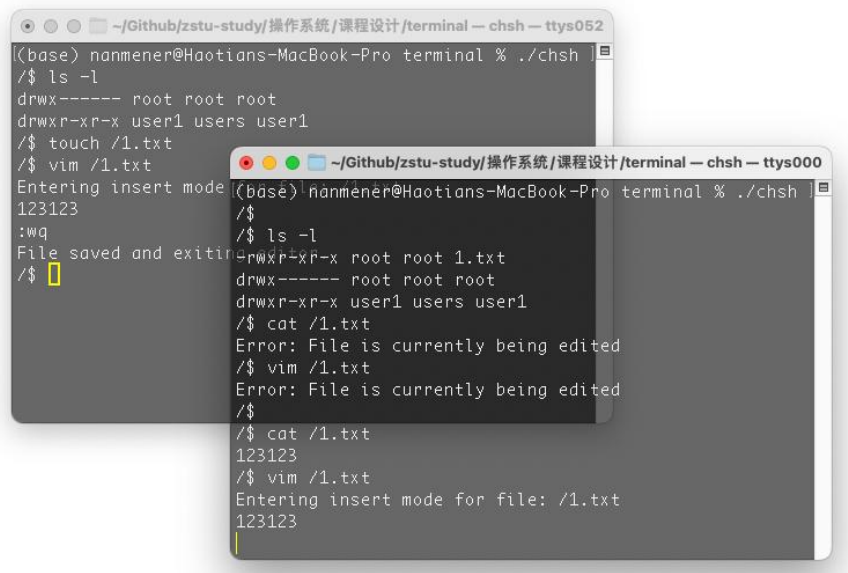 ~/Github/zstu-study/操作系统/课程设计/terminal — chsh — ttys052
(base) nanmener@Haotians-MacBook-Pro terminal % ./chsh
/$ ls -l
drwx------ root root root
drwxr-xr-x user1 users user1
/$ touch /1.txt
/$ vim /1.txt
Entering insert mode for file: /1.txt
123123
:wq
File saved and exiting editor
/$
~/Github/zstu-study/操作系统/课程设计/terminal — chsh — ttys000
(base) nanmener@Haotians-MacBook-Pro terminal % ./chsh
/$
/$ ls -l
-rwxr-xr-x root root 1.txt
drwx------ root root root
drwxr-xr-x user1 users user1
/$ cat /1.txt
Error: File is currently being edited
/$ vim /1.txt
Error: File is currently being edited
/$
/$ cat /1.txt
123123
/$ vim /1.txt
Entering insert mode for file: /1.txt
123123